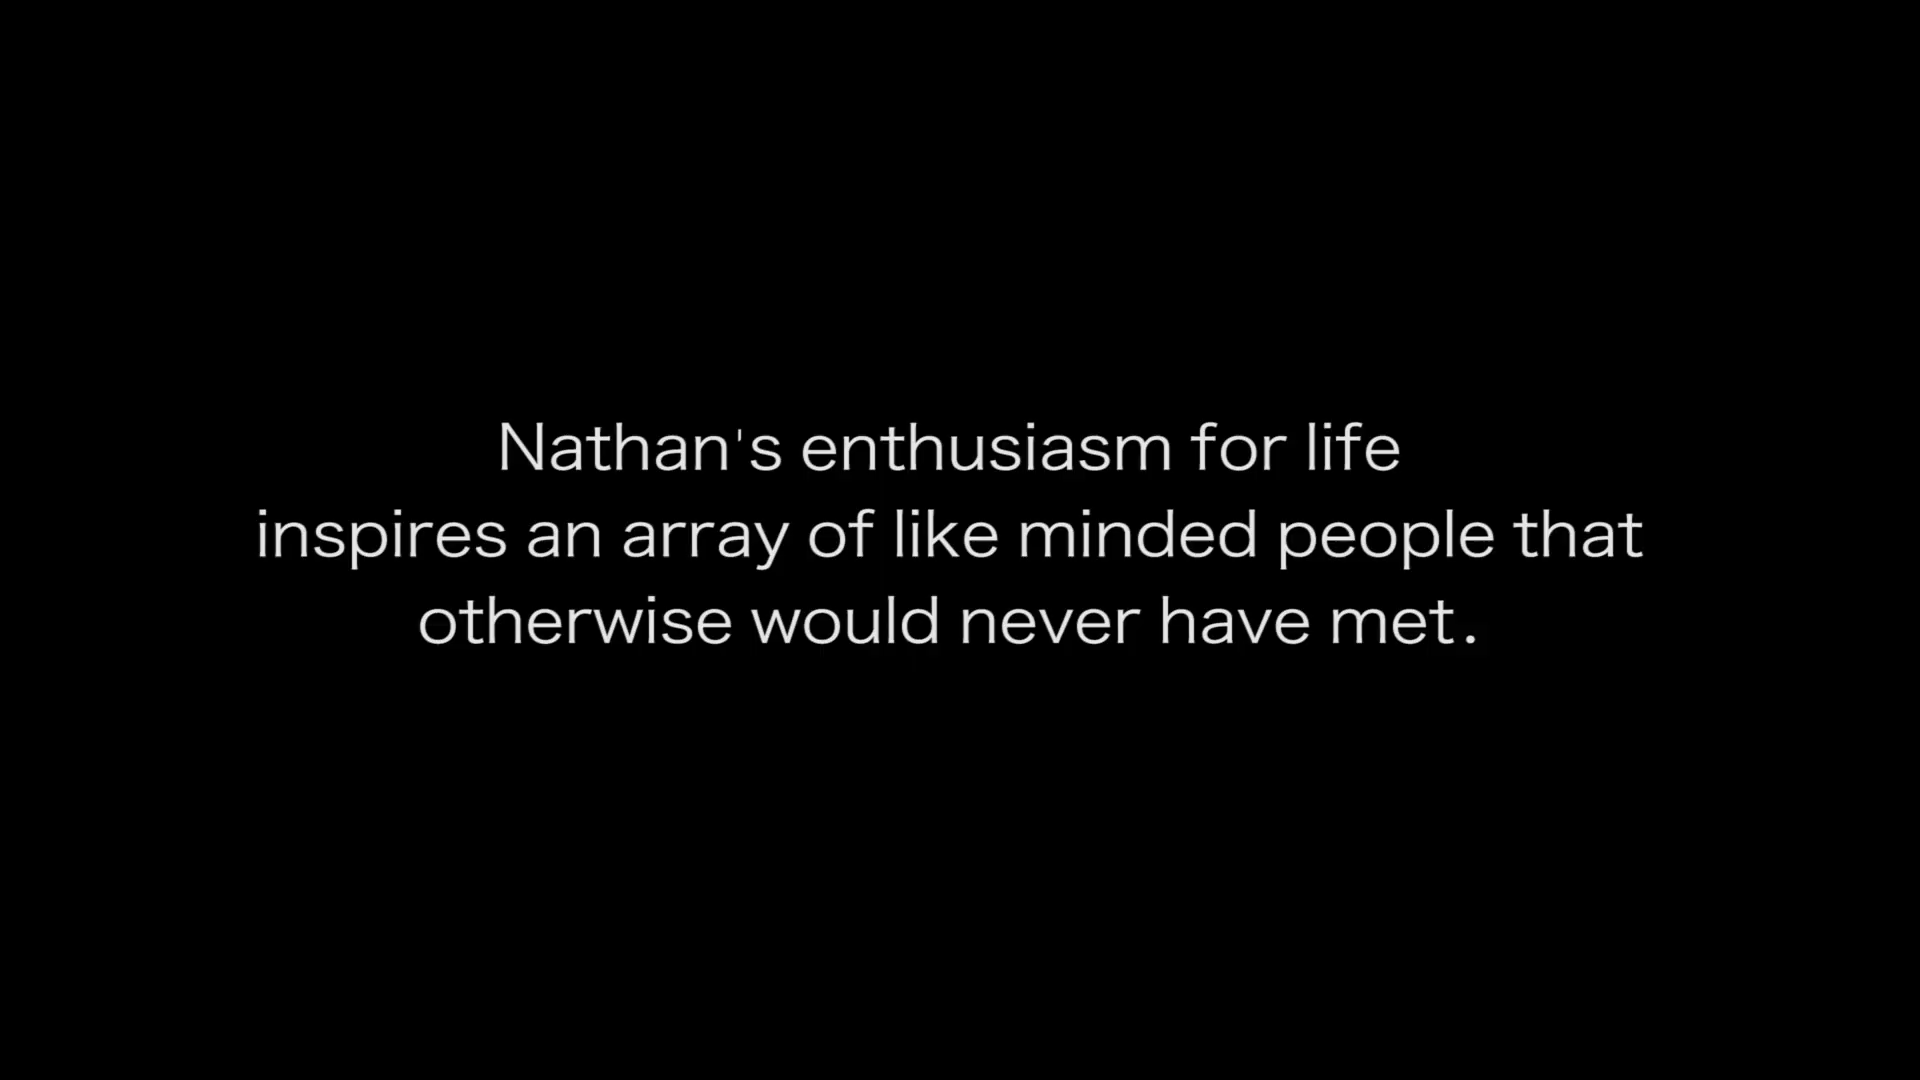 Nathan's enthusiasm for life
inspires an array of like minded people that
otherwise would never have met.